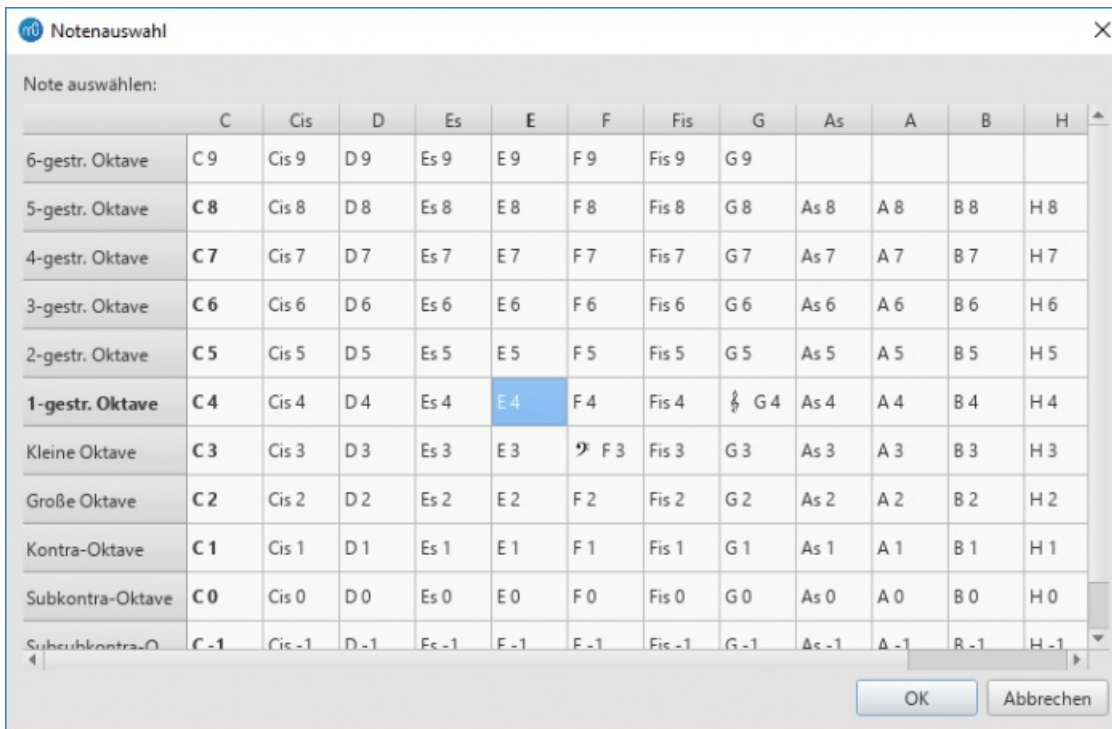 Notenauswahl
Note auswählen:
C Cis D Es E F Fis G As A B H
6-gestr. Oktave C 9 Cis 9 D 9 Es 9 E 9 F 9 Fis 9 G 9
5-gestr. Oktave C 8 Cis 8 D 8 Es 8 E 8 F 8 Fis 8 G 8 As 8 A 8 B 8 H 8
4-gestr. Oktave C 7 Cis 7 D 7 Es 7 E 7 F 7 Fis 7 G 7 As 7 A 7 B 7 H 7
3-gestr. Oktave C 6 Cis 6 D 6 Es 6 E 6 F 6 Fis 6 G 6 As 6 A 6 B 6 H 6
2-gestr. Oktave C 5 Cis 5 D 5 Es 5 E 5 F 5 Fis 5 G 5 As 5 A 5 B 5 H 5
1-gestr. Oktave C 4 Cis 4 D 4 Es 4 E 4 F 4 Fis 4 G 4 As 4 A 4 B 4 H 4
Kleine Oktave C 3 Cis 3 D 3 Es 3 E 3 F 3 Fis 3 G 3 As 3 A 3 B 3 H 3
Große Oktave C 2 Cis 2 D 2 Es 2 E 2 F 2 Fis 2 G 2 As 2 A 2 B 2 H 2
Kontra-Oktave C 1 Cis 1 D 1 Es 1 E 1 F 1 Fis 1 G 1 As 1 A 1 B 1 H 1
Subkontra-Oktave C 0 Cis 0 D 0 Es 0 E 0 F 0 Fis 0 G 0 As 0 A 0 B 0 H 0
Subsubkontra-O C -1 Cis -1 D -1 Es -1 E -1 F -1 Fis -1 G -1 As -1 A -1 B -1 H -1
OK Abbrechen